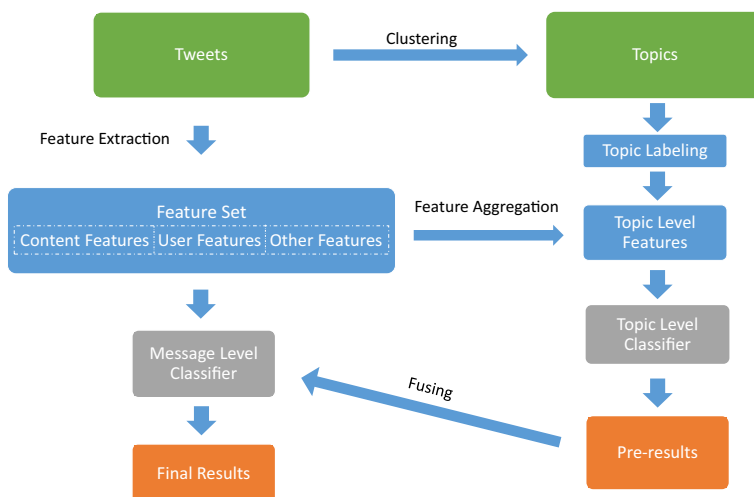 Tweets
Clustering
Topics
Feature Extraction
Topic Labeling
Feature Set
Content Features User Features Other Features
Feature Aggregation
Topic Level
Features
Message Level
Classifier
Topic Level
Classifier
Fusing
Final Results
Pre-results